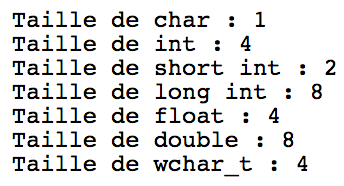 Taille de char : 1
Taille de int : 4
Taille de short int : 2
Taille de long int : 8
Taille de float : 4
Taille de double : 8
Taille de wchar_t : 4